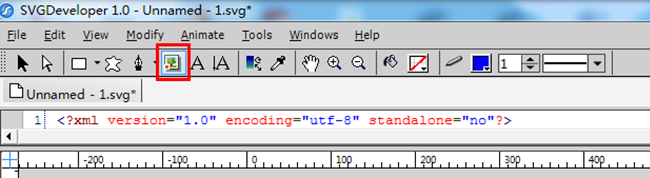 SVGDeveloper 1.0 - Unnamed - 1.svg*
File Edit View Modify Animate Tools Window Help
A A 1
Unnamed - 1.svg*
1 <?xml version="1.0" encoding="utf-8" standalone="no"?>
-200 -100 0 100 200 300 400